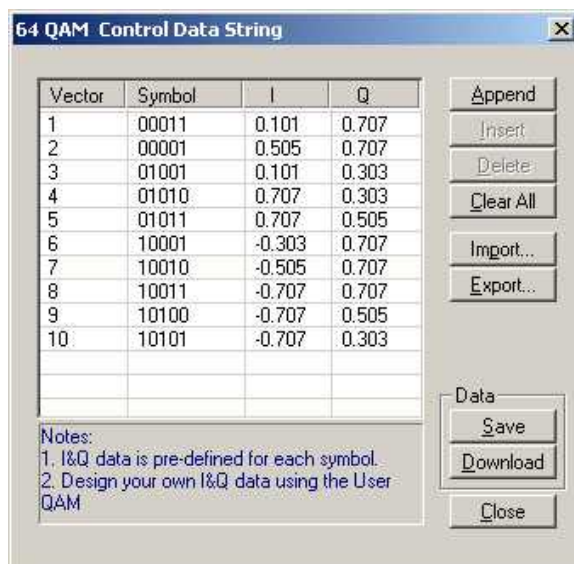 64 QAM Control Data String
Vector Symbol I Q
1 00011 0.101 0.707
2 00001 0.505 0.707
3 01001 0.101 0.303
4 01010 0.707 0.303
5 01011 0.707 0.505
6 10001 -0.303 0.707
7 10010 -0.505 0.707
8 10011 -0.707 0.707
9 10100 -0.707 0.505
10 10101 -0.707 0.303
Notes:
1. I&Q data is pre-defined for each symbol.
2. Design your own I&Q data using the User
QAM
Append
Insert
Delete
Clear All
Import...
Export...
Data
Save
Download
Close